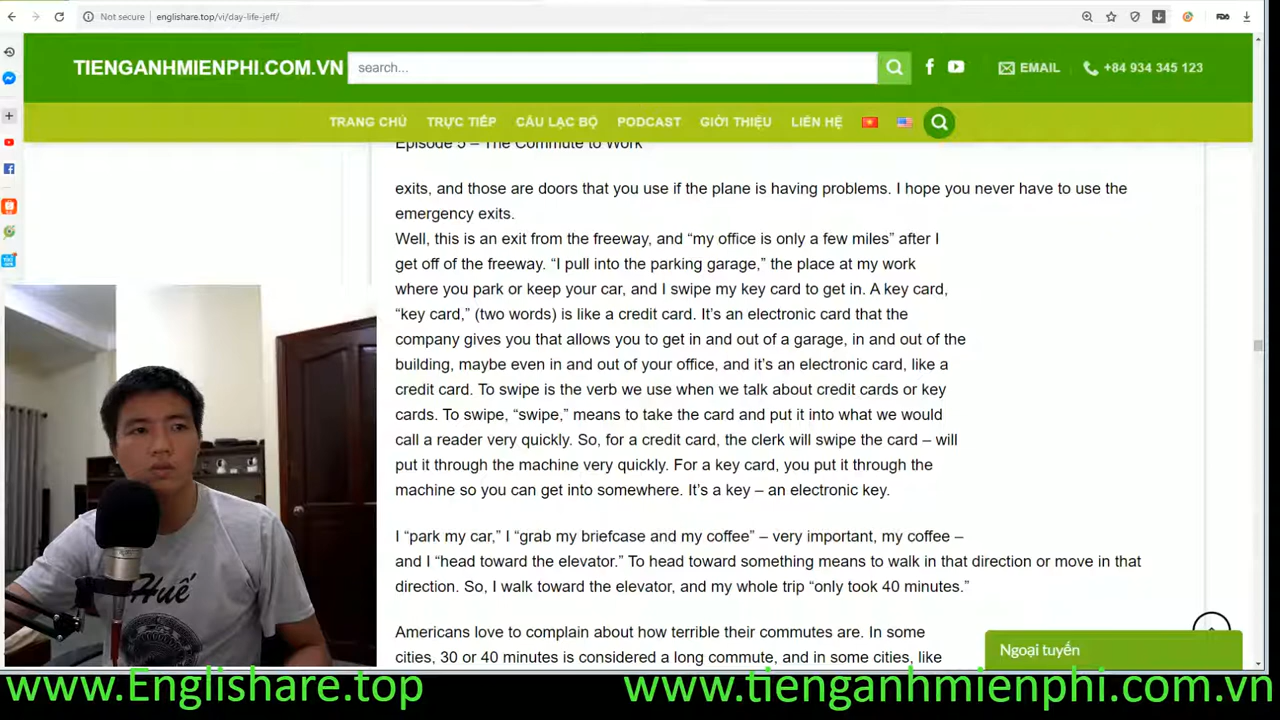 Not secure
englishare.top/vi/day-life-jeff/
TIENGANHMIENPHI.COM.VN
search...
EMAIL
+84 934 345 123
TRANG CHỦ
TRỰC TIẾP
CÂU LẠC BỘ
PODCAST
GIỚI THIỆU
LIÊN HỆ
Episode 5 – The Commute to Work
exits, and those are doors that you use if the plane is having problems. I hope you never have to use the
emergency exits.
Well, this is an exit from the freeway, and “my office is only a few miles” after I
get off of the freeway. “I pull into the parking garage,” the place at my work
where you park or keep your car, and I swipe my key card to get in. A key card,
“key card,” (two words) is like a credit card. It’s an electronic card that the
company gives you that allows you to get in and out of a garage, in and out of the
building, maybe even in and out of your office, and it’s an electronic card, like a
credit card. To swipe is the verb we use when we talk about credit cards or key
cards. To swipe, “swipe,” means to take the card and put it into what we would
call a reader very quickly. So, for a credit card, the clerk will swipe the card – will
put it through the machine very quickly. For a key card, you put it through the
machine so you can get into somewhere. It’s a key – an electronic key.
I “park my car,” I “grab my briefcase and my coffee” – very important, my coffee –
and I “head toward the elevator.” To head toward something means to walk in that direction or move in that
direction. So, I walk toward the elevator, and my whole trip “only took 40 minutes.”
Americans love to complain about how terrible their commutes are. In some
cities, 30 or 40 minutes is considered a long commute, and in some cities, like
Ngoại tuyến
Huế
www.Englishare.top
www.tienganhmienphi.com.vn